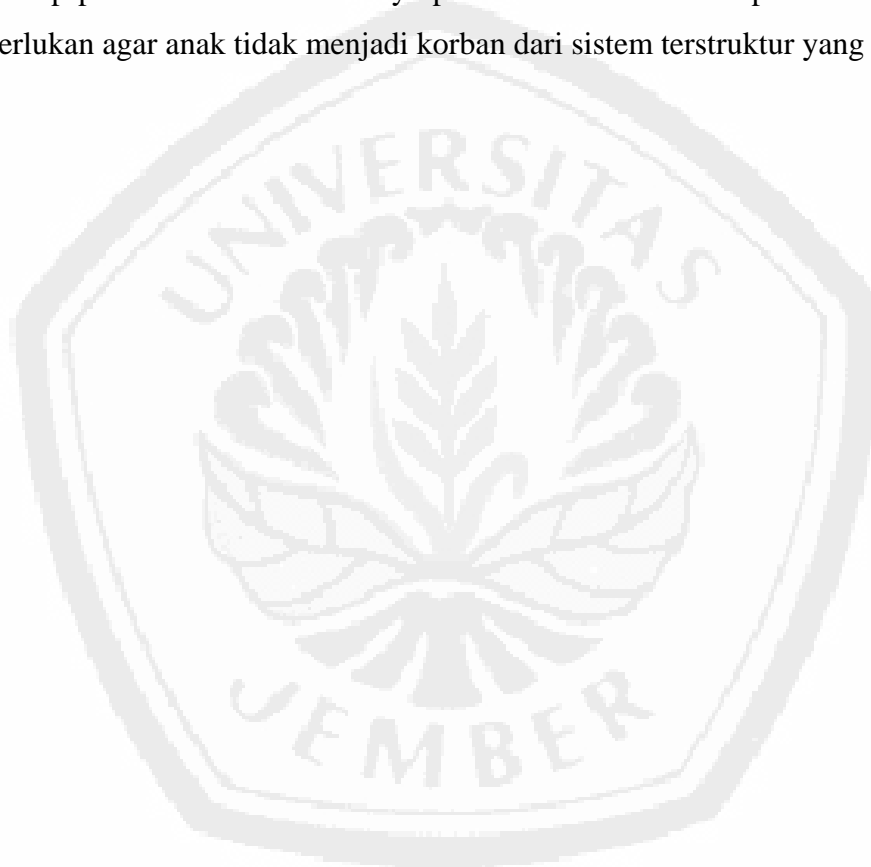 erlukan agar anak tidak menjadi korban dari sistem terstruktur yang
UNIVERSITAS
JEMBER